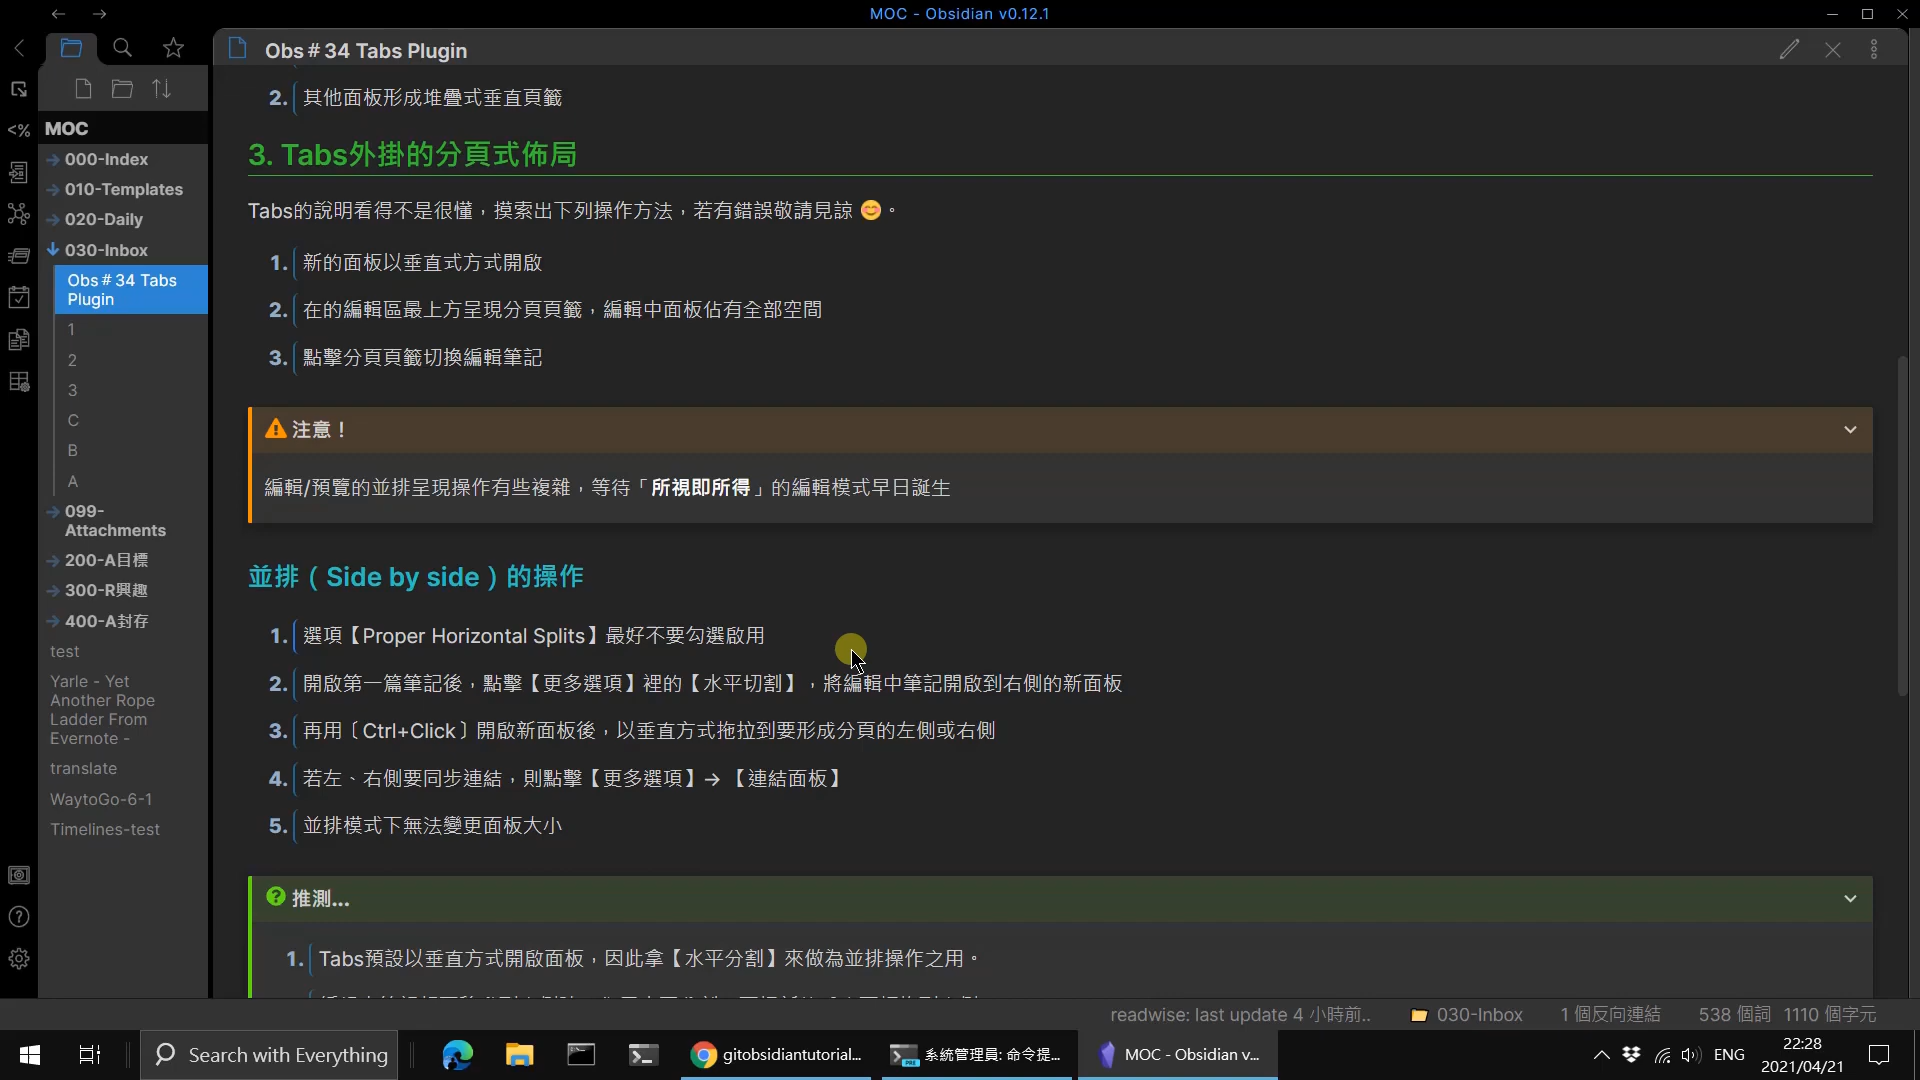 MOC - Obsidian v0.12.1
Obs # 34 Tabs Plugin
MOC
000-Index
010-Templates
020-Daily
030-Inbox
Obs # 34 Tabs
Plugin
1
2
3
C
B
A
099-
Attachments
200-A目標
300-R興趣
400-A封存
test
Yarle - Yet
Another Rope
Ladder From
Evernote -
translate
WaytoGo-6-1
Timelines-test
2. 其他面板形成堆疊式垂直頁籤
3. Tabs外掛的分頁式佈局
Tabs的說明看得不是很懂，摸索出下列操作方法，若有錯誤敬請見諒 😊。
1. 新的面板以垂直式方式開啟
2. 在的編輯區最上方呈現分頁頁籤，編輯中面板佔有全部空間
3. 點擊分頁頁籤切換編輯筆記
注意！
編輯/預覽的並排呈現操作有些複雜，等待「所視即所得」的編輯模式早日誕生
並排（Side by side）的操作
1. 選項【Proper Horizontal Splits】最好不要勾選啟用
2. 開啟第一篇筆記後，點擊【更多選項】裡的【水平切割】，將編輯中筆記開啟到右側的新面板
3. 再用〔Ctrl+Click〕開啟新面板後，以垂直方式拖拉到要形成分頁的左側或右側
4. 若左、右側要同步連結，則點擊【更多選項】→ 【連結面板】
5. 並排模式下無法變更面板大小
推測...
1. Tabs預設以垂直方式開啟面板，因此拿【水平分割】來做為並排操作之用。
readwise: last update 4 小時前.. 030-Inbox 1 個反向連結 538 個詞 1110 個字元
Search with Everything
gitobsidiantutorial...
系統管理員: 命令提...
MOC - Obsidian v...
ENG
22:28
2021/04/21